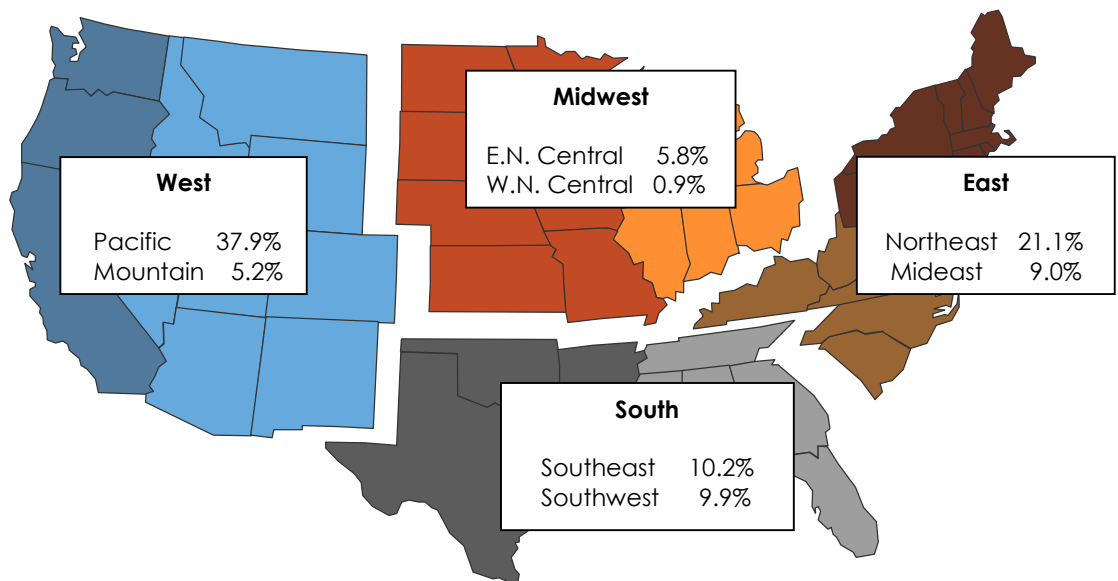 Midwest
E.N. Central 5.8%
W.N. Central 0.9%
West
Pacific 37.9%
Mountain 5.2%
East
Northeast 21.1%
Mideast 9.0%
South
Southeast 10.2%
Southwest 9.9%